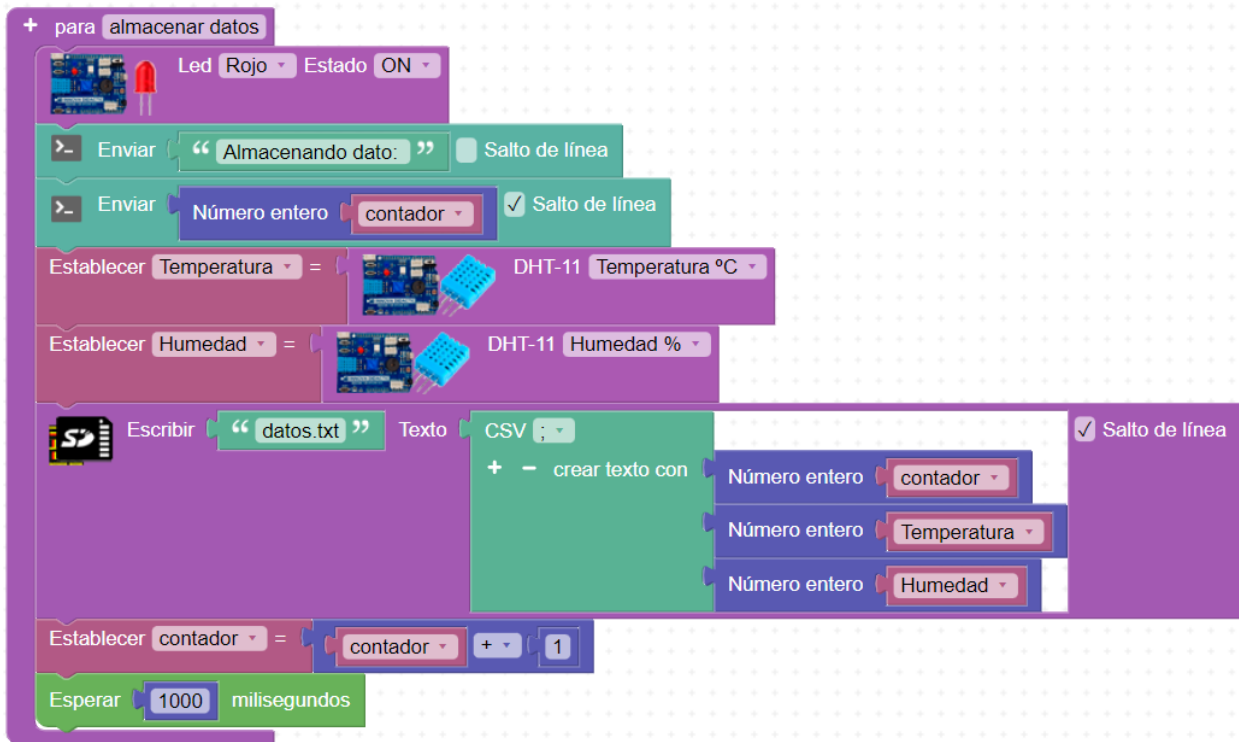 + para almacenar datos
Led Rojo Estado ON
>_ Enviar “ Almacenando dato: ” Salto de línea
>_ Enviar Número entero contador ✓ Salto de línea
Establecer Temperatura = DHT-11 Temperatura ºC
Establecer Humedad = DHT-11 Humedad %
SD Escribir “ datos.txt ” Texto CSV ; ✓ Salto de línea
+ - crear texto con Número entero contador
Número entero Temperatura
Número entero Humedad
Establecer contador = contador + 1
Esperar 1000 milisegundos